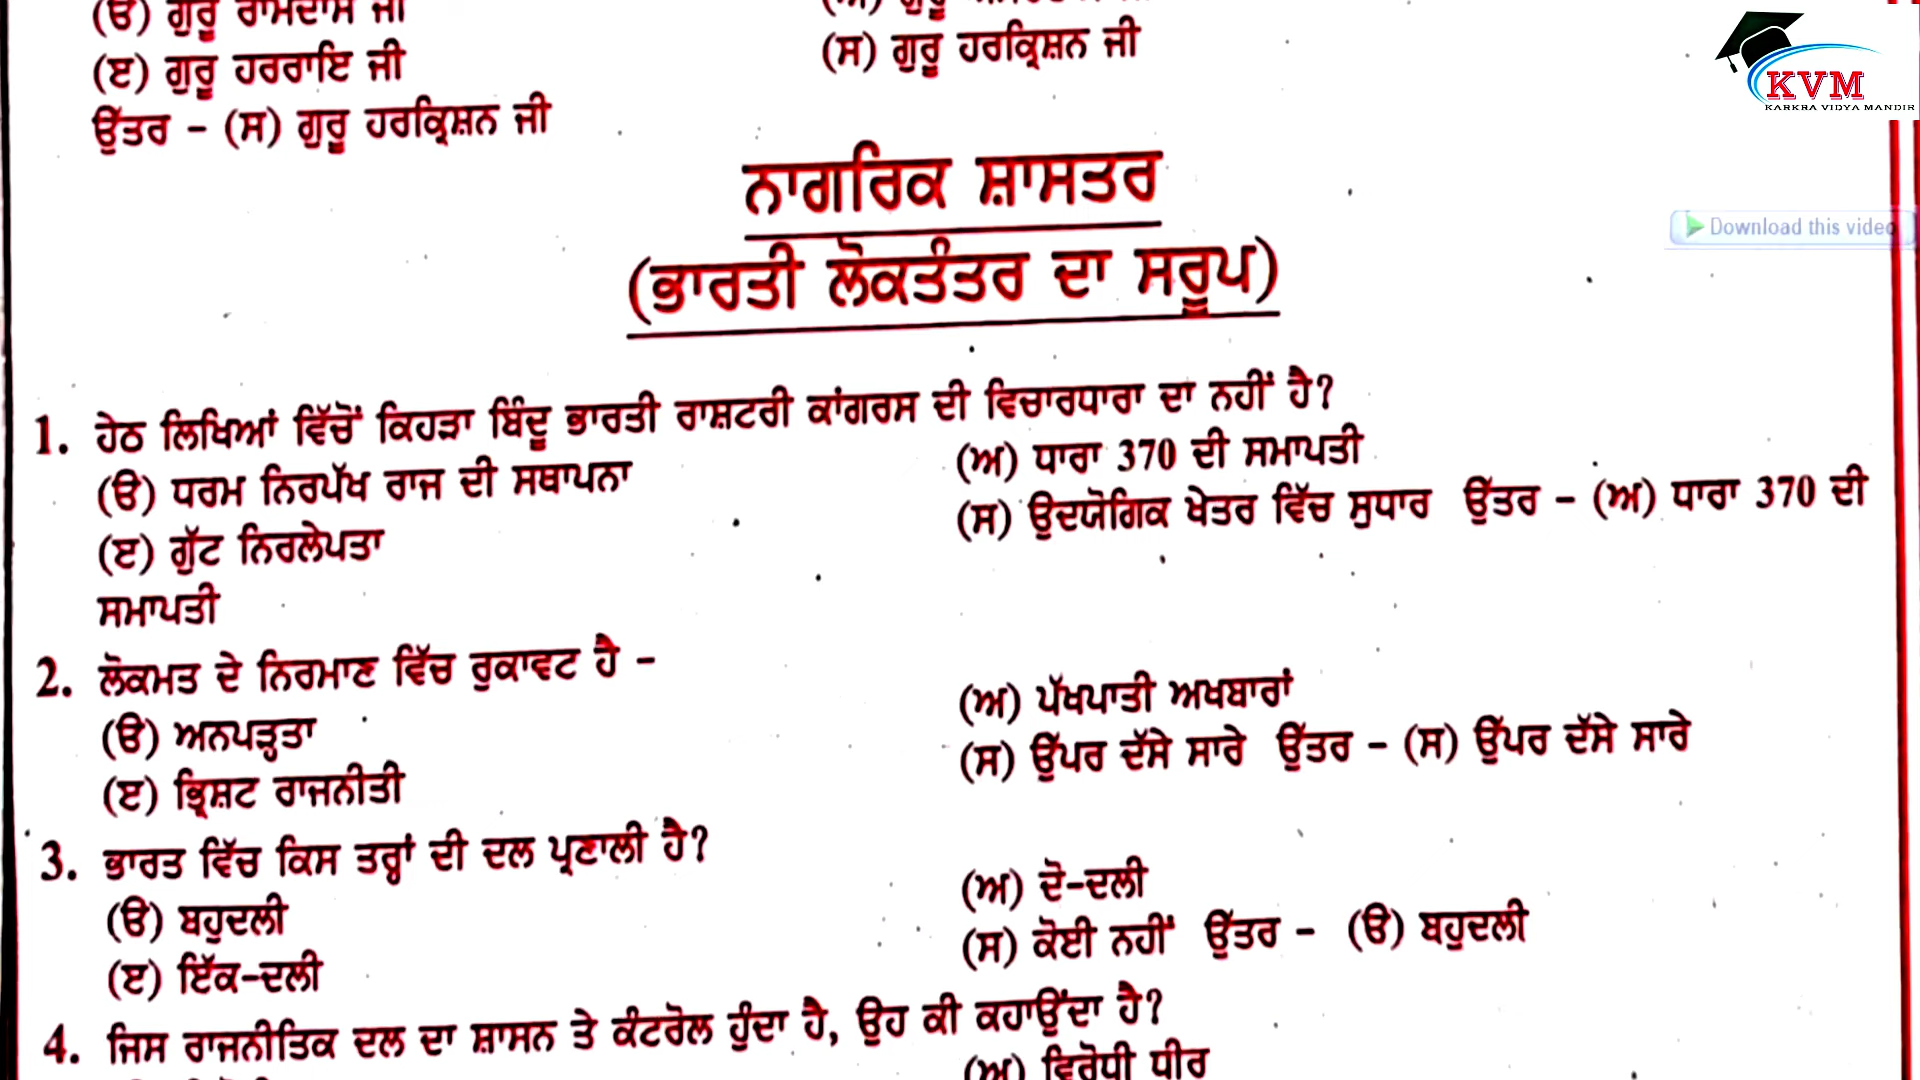 (ੳ) ਗੁਰੂ ਰਾਮਦਾਸ ਜੀ
(ੲ) ਗੁਰੂ ਹਰਰਾਇ ਜੀ
(ਸ) ਗੁਰੂ ਹਰਕ੍ਰਿਸ਼ਨ ਜੀ
ਉੱਤਰ - (ਸ) ਗੁਰੂ ਹਰਕ੍ਰਿਸ਼ਨ ਜੀ
KVM
KARKRA VIDYA MANDIR
Download this video
ਨਾਗਰਿਕ ਸ਼ਾਸਤਰ
(ਭਾਰਤੀ ਲੋਕਤੰਤਰ ਦਾ ਸਰੂਪ)
1. ਹੇਠ ਲਿਖਿਆਂ ਵਿੱਚੋਂ ਕਿਹੜਾ ਬਿੰਦੂ ਭਾਰਤੀ ਰਾਸ਼ਟਰੀ ਕਾਂਗਰਸ ਦੀ ਵਿਚਾਰਧਾਰਾ ਦਾ ਨਹੀਂ ਹੈ?
(ੳ) ਧਰਮ ਨਿਰਪੱਖ ਰਾਜ ਦੀ ਸਥਾਪਨਾ
(ਅ) ਧਾਰਾ 370 ਦੀ ਸਮਾਪਤੀ
(ੲ) ਗੁੱਟ ਨਿਰਲੇਪਤਾ
(ਸ) ਉਦਯੋਗਿਕ ਖੇਤਰ ਵਿੱਚ ਸੁਧਾਰ ਉੱਤਰ - (ਅ) ਧਾਰਾ 370 ਦੀ
ਸਮਾਪਤੀ
2. ਲੋਕਮਤ ਦੇ ਨਿਰਮਾਣ ਵਿੱਚ ਰੁਕਾਵਟ ਹੈ -
(ੳ) ਅਨਪੜ੍ਹਤਾ
(ਅ) ਪੱਖਪਾਤੀ ਅਖਬਾਰਾਂ
(ੲ) ਭ੍ਰਿਸ਼ਟ ਰਾਜਨੀਤੀ
(ਸ) ਉੱਪਰ ਦੱਸੇ ਸਾਰੇ ਉੱਤਰ - (ਸ) ਉੱਪਰ ਦੱਸੇ ਸਾਰੇ
3. ਭਾਰਤ ਵਿੱਚ ਕਿਸ ਤਰ੍ਹਾਂ ਦੀ ਦਲ ਪ੍ਰਣਾਲੀ ਹੈ?
(ੳ) ਬਹੁਦਲੀ
(ਅ) ਦੋ-ਦਲੀ
(ੲ) ਇੱਕ-ਦਲੀ
(ਸ) ਕੋਈ ਨਹੀਂ ਉੱਤਰ - (ੳ) ਬਹੁਦਲੀ
4. ਜਿਸ ਰਾਜਨੀਤਿਕ ਦਲ ਦਾ ਸ਼ਾਸਨ ਤੇ ਕੰਟਰੋਲ ਹੁੰਦਾ ਹੈ, ਉਹ ਕੀ ਕਹਾਉਂਦਾ ਹੈ?
(ਅ) ਵਿਰੋਧੀ ਧੀਰ